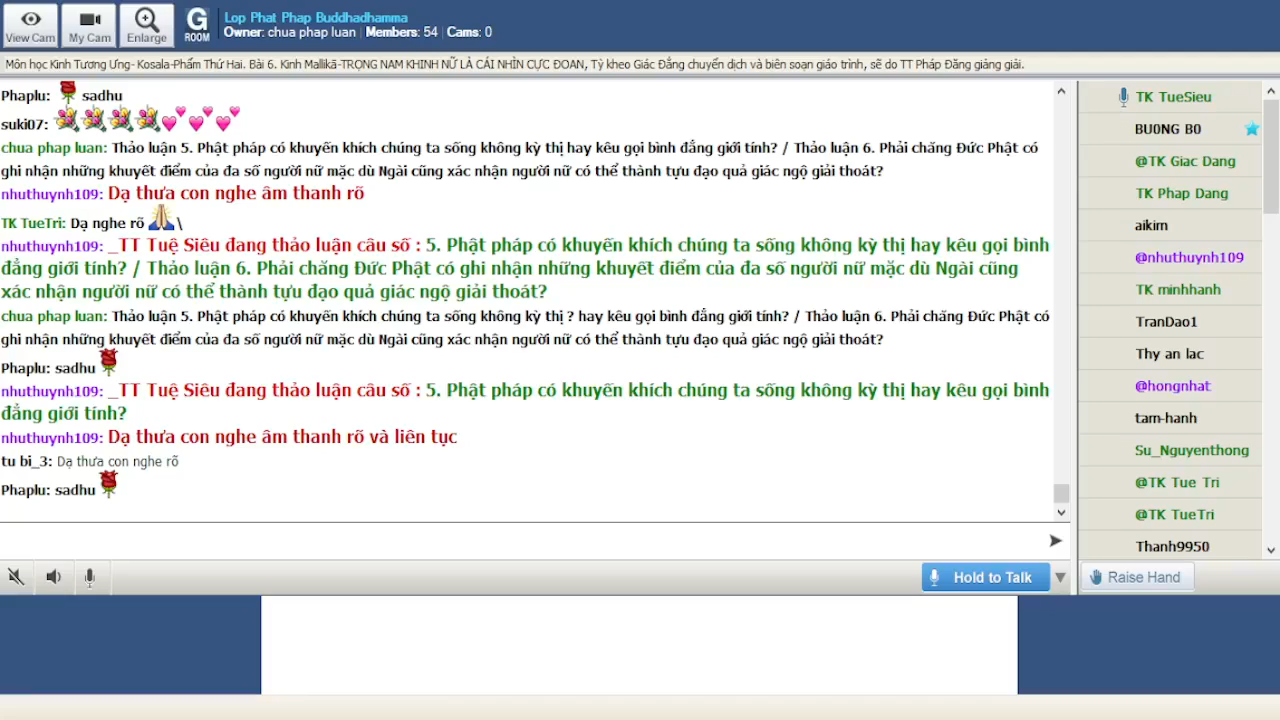 View Cam
My Cam
Enlarge
G
ROOM
Lop Phat Phap Buddhadhamma
Owner: chua phap luan | Members: 54 | Cams: 0
Môn học Kinh Tương Ưng- Kosala-Phẩm Thứ Hai. Bài 6. Kinh Mallikā-TRỌNG NAM KHINH NỮ LÀ CÁI NHÌN CỰC ĐOAN, Tỳ kheo Giác Đẳng chuyển dịch và biên soạn giáo trình, sẽ do TT Pháp Đăng giảng giải.
Phaplu: sadhu
suki07:
chua phap luan: Thảo luận 5. Phật pháp có khuyến khích chúng ta sống không kỳ thị hay kêu gọi bình đẳng giới tính? / Thảo luận 6. Phải chăng Đức Phật có
ghi nhận những khuyết điểm của đa số người nữ mặc dù Ngài cũng xác nhận người nữ có thể thành tựu đạo quả giác ngộ giải thoát?
nhuthuynh109: Dạ thưa con nghe âm thanh rõ
TK TueTri: Dạ nghe rõ \
nhuthuynh109: _TT Tuệ Siêu đang thảo luận câu số : 5. Phật pháp có khuyến khích chúng ta sống không kỳ thị hay kêu gọi bình
đẳng giới tính? / Thảo luận 6. Phải chăng Đức Phật có ghi nhận những khuyết điểm của đa số người nữ mặc dù Ngài cũng
xác nhận người nữ có thể thành tựu đạo quả giác ngộ giải thoát?
chua phap luan: Thảo luận 5. Phật pháp có khuyến khích chúng ta sống không kỳ thị ? hay kêu gọi bình đẳng giới tính? / Thảo luận 6. Phải chăng Đức Phật có
ghi nhận những khuyết điểm của đa số người nữ mặc dù Ngài cũng xác nhận người nữ có thể thành tựu đạo quả giác ngộ giải thoát?
Phaplu: sadhu
nhuthuynh109: _TT Tuệ Siêu đang thảo luận câu số : 5. Phật pháp có khuyến khích chúng ta sống không kỳ thị hay kêu gọi bình
đẳng giới tính?
nhuthuynh109: Dạ thưa con nghe âm thanh rõ và liên tục
tu bi_3: Dạ thưa con nghe rõ
Phaplu: sadhu
Hold to Talk
TK TueSieu
BU0NG B0
@TK Giac Dang
TK Phap Dang
aikim
@nhuthuynh109
TK minhhanh
TranDao1
Thy an lac
@hongnhat
tam-hanh
Su_Nguyenthong
@TK Tue Tri
@TK TueTri
Thanh9950
Raise Hand